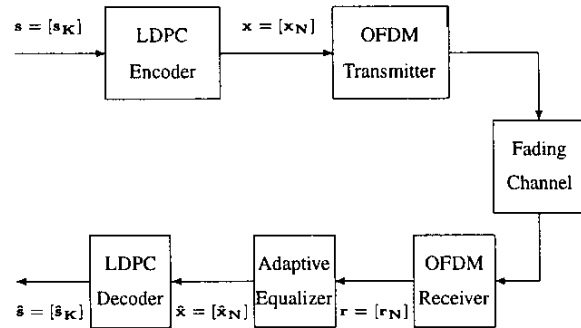 s = [s_K]
LDPC
Encoder
x = [x_N]
OFDM
Transmitter
Fading
Channel
LDPC
Decoder
Adaptive
Equalizer
OFDM
Receiver
ŝ = [ŝ_K]
x̂ = [x̂_N]
r = [r_N]